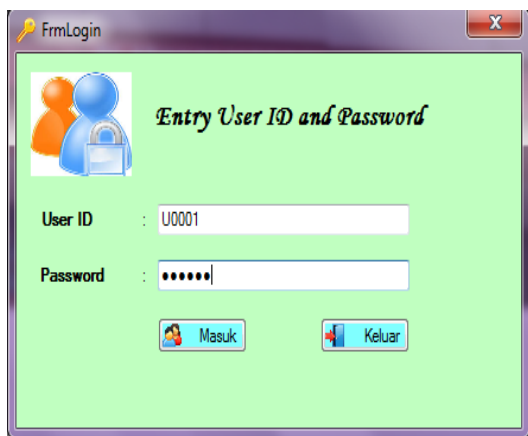 FrmLogin
X
Entry User ID and Password
User ID : U0001
Password : ••••••
Masuk Keluar